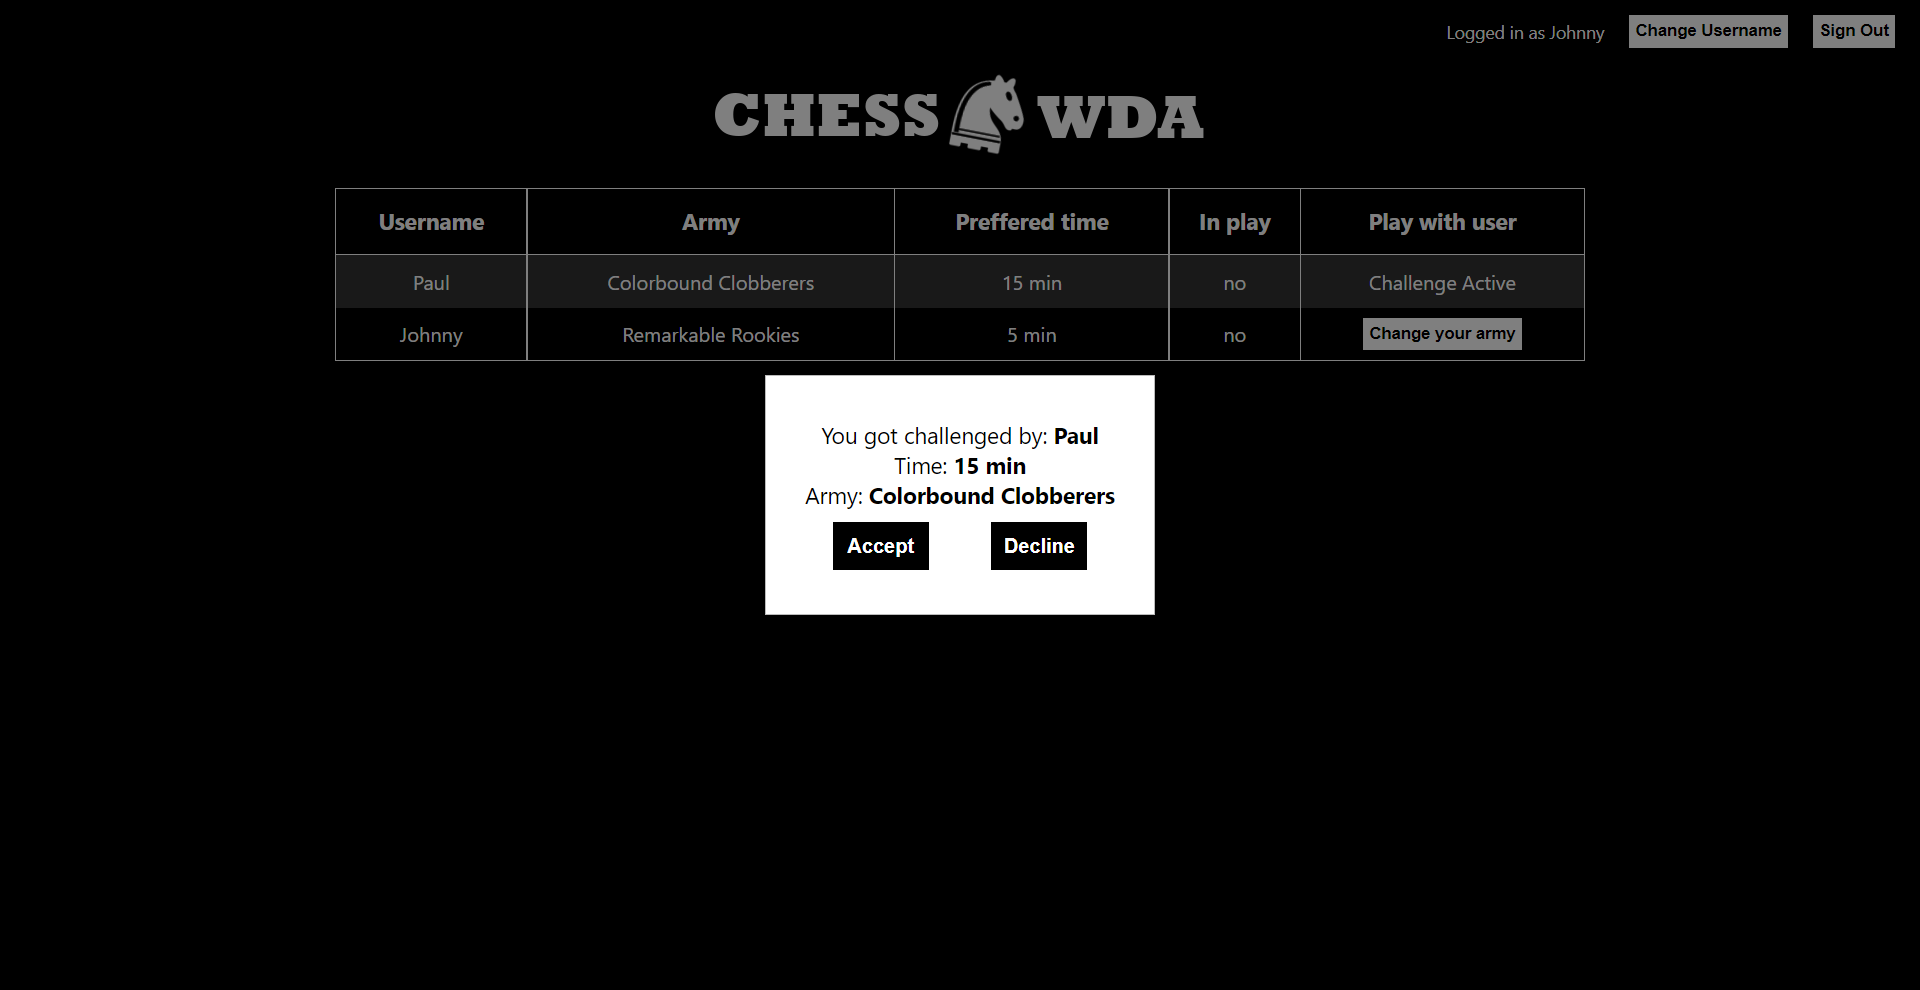 Logged in as Johnny Change Username Sign Out
CHESS WDA
Username Army Preffered time In play Play with user
Paul Colorbound Clobberers 15 min no Challenge Active
Johnny Remarkable Rookies 5 min no Change your army
You got challenged by: Paul
Time: 15 min
Army: Colorbound Clobberers
Accept Decline